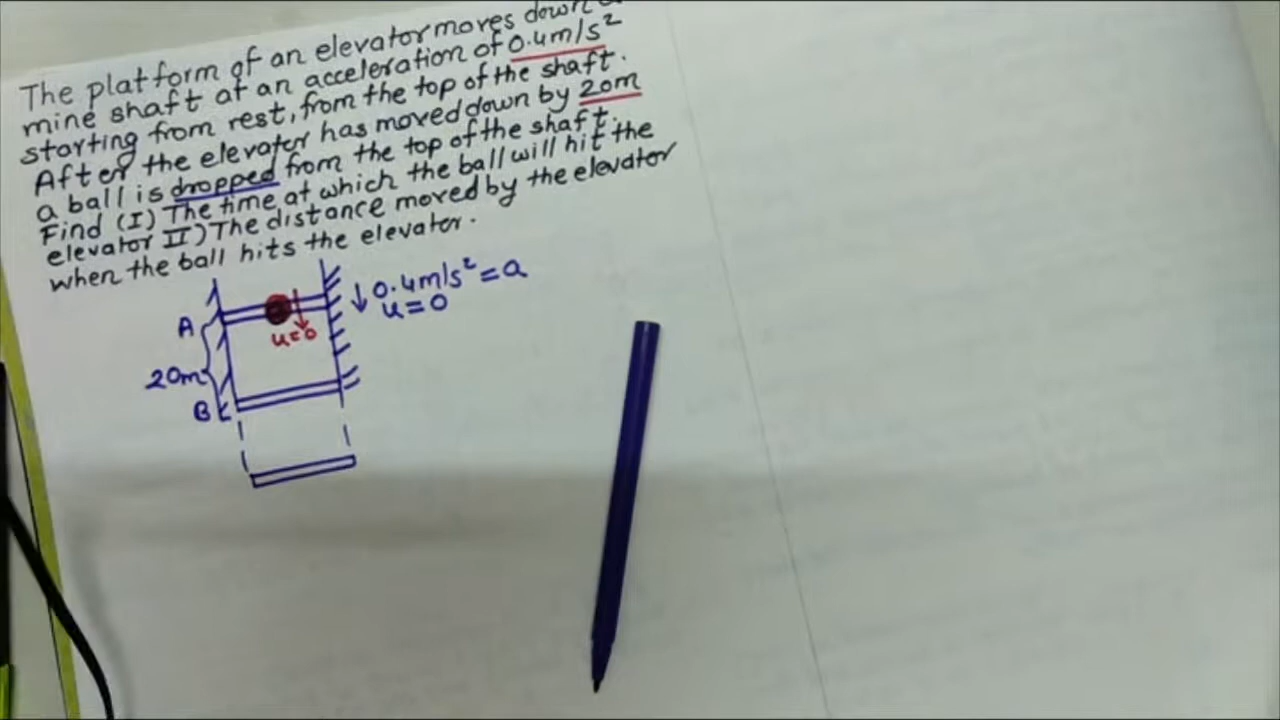 The platform of an elevator moves down
mine shaft at an acceleration of 0.4m/s²
starting from rest, from the top of the shaft.
After the elevator has moved down by 20m
a ball is dropped from the top of the shaft.
Find (I) The time at which the ball will hit the
elevator II) The distance moved by the elevator
when the ball hits the elevator.
↓ 0.4m/s² = a
u=0
A
u=0
20m
B